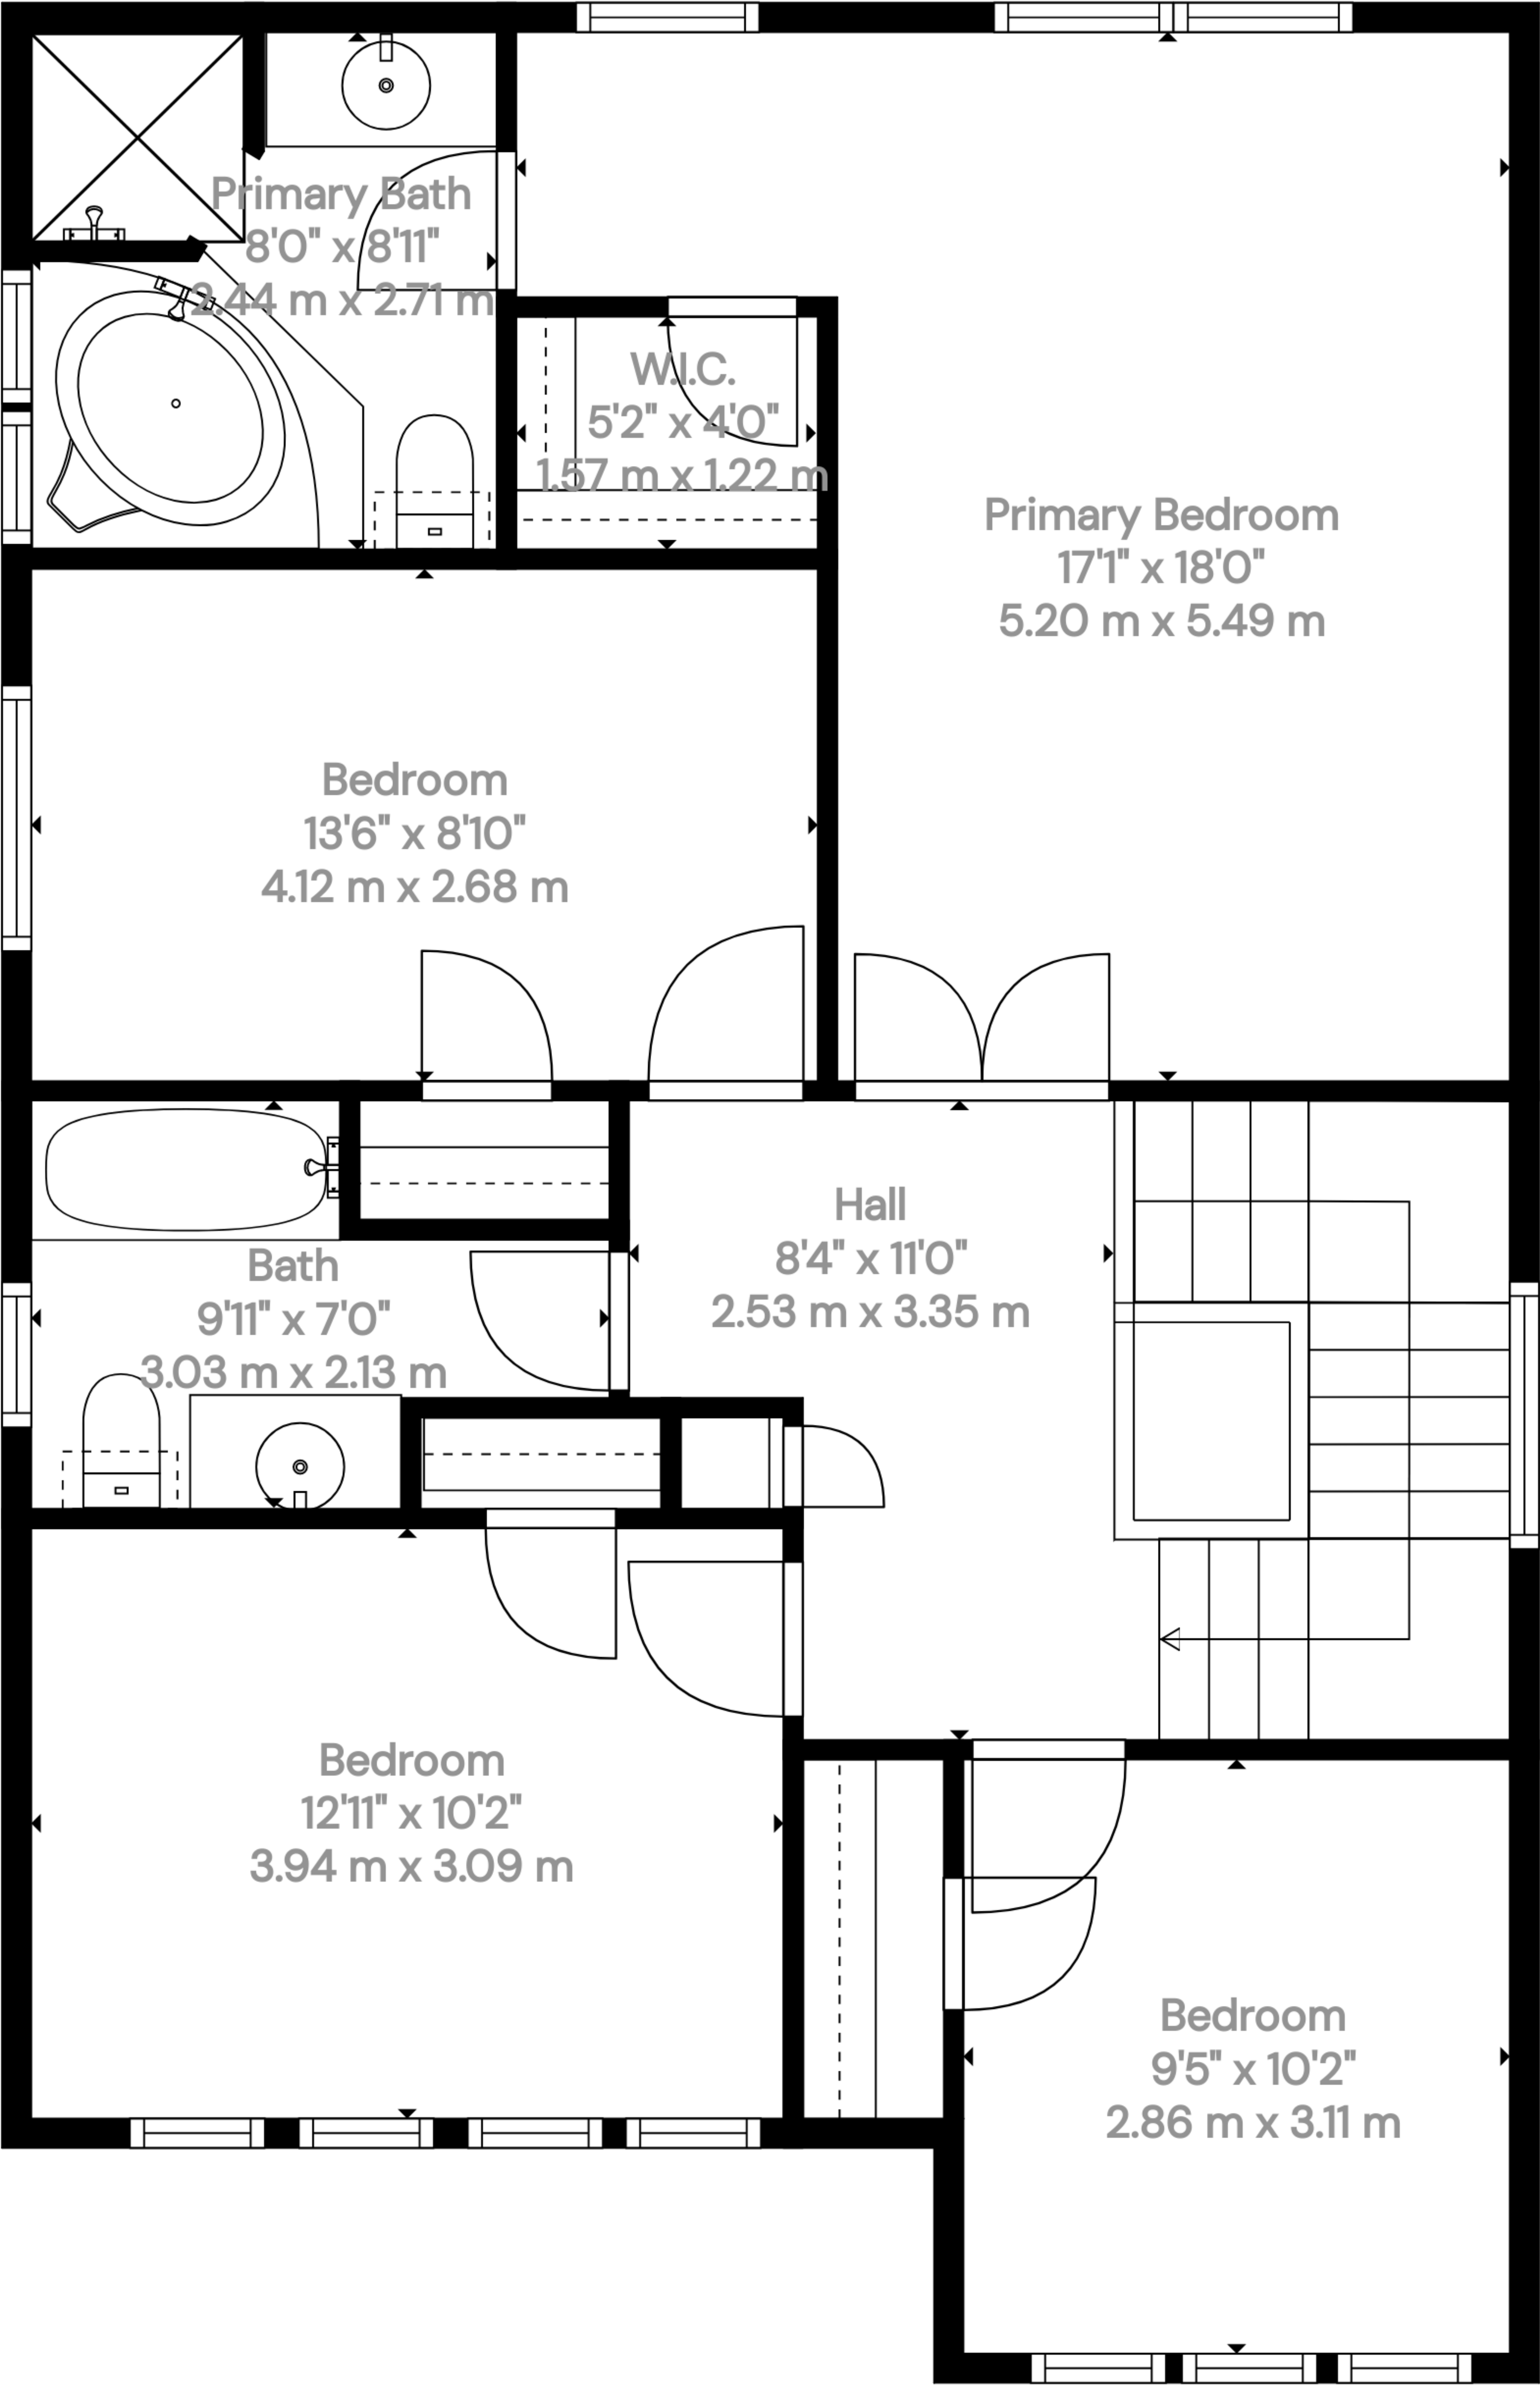 Primary Bath
8'0" x 8'11"
2.44 m x 2.71 m
W.I.C.
5'2" x 4'0"
1.57 m x 1.22 m
Primary Bedroom
17'1" x 18'0"
5.20 m x 5.49 m
Bedroom
13'6" x 8'10"
4.12 m x 2.68 m
Hall
8'4" x 11'0"
2.53 m x 3.35 m
Bath
9'11" x 7'0"
3.03 m x 2.13 m
Bedroom
12'11" x 10'2"
3.94 m x 3.09 m
Bedroom
9'5" x 10'2"
2.86 m x 3.11 m